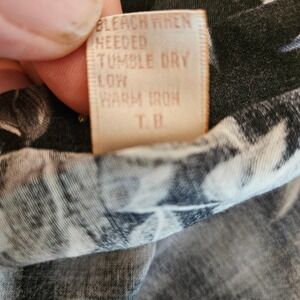 BLEACH WHEN
NEEDED
TUMBLE DRY
LOW
WARM IRON
T. D.